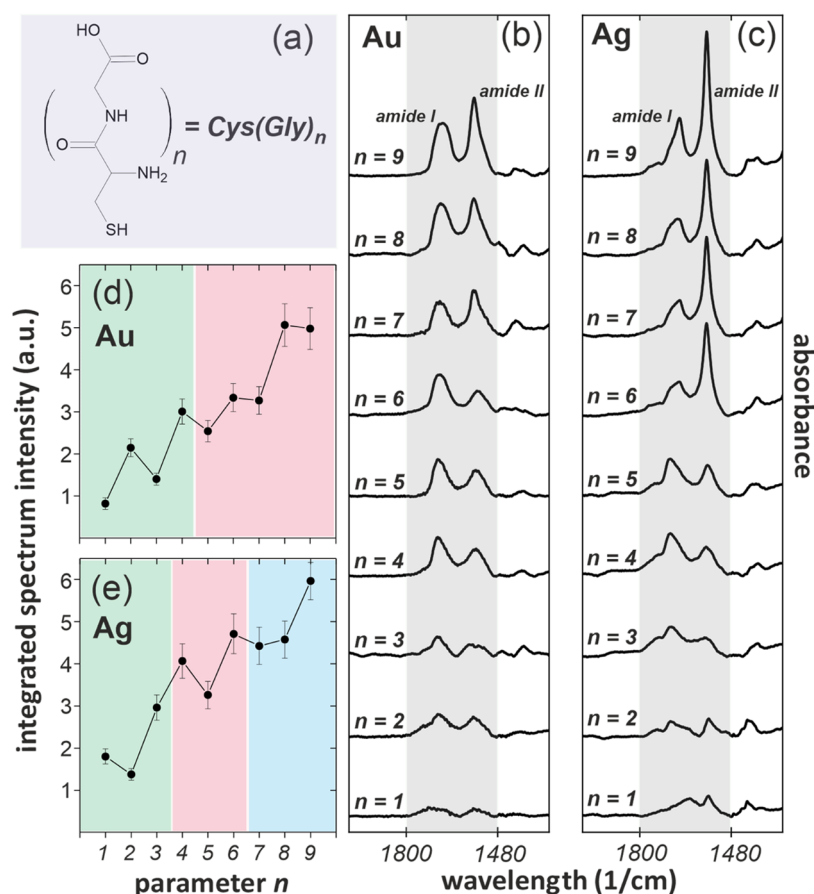 (a)
HO
O
NH
O
n
NH2
SH
= Cys(Gly)n
Au (b)
amide I
amide II
n = 9
n = 8
n = 7
n = 6
n = 5
n = 4
n = 3
n = 2
n = 1
1800 1480
Ag (c)
amide I
amide II
n = 9
n = 8
n = 7
n = 6
n = 5
n = 4
n = 3
n = 2
n = 1
1800 1480
absorbance
wavelength (1/cm)
integrated spectrum intensity (a.u.)
(d)
Au
6
5
4
3
2
1
(e)
Ag
6
5
4
3
2
1
1 2 3 4 5 6 7 8 9
parameter n